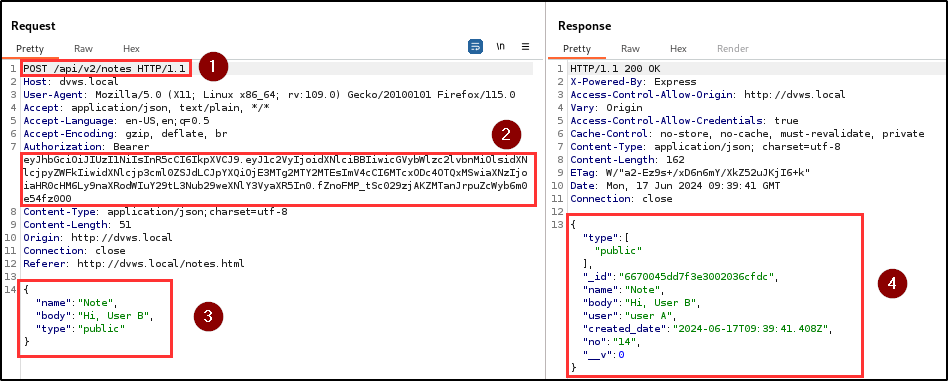 Request
Pretty Raw Hex \n
1 POST /api/v2/notes HTTP/1.1
1
2 Host: dvws.local
3 User-Agent: Mozilla/5.0 (X11; Linux x86_64; rv:109.0) Gecko/20100101 Firefox/115.0
4 Accept: application/json, text/plain, */*
5 Accept-Language: en-US,en;q=0.5
6 Accept-Encoding: gzip, deflate, br
7 Authorization: Bearer
2
eyJhbGciOiJIUzI1NiIsInR5cCI6IkpXVCJ9.eyJ1c2VyIjoidXNlciBBIiwicGVybWlzc2lvbnMiOlsidXN
lcjpyZWFkIiwidXNlcjp3cml0ZSJdLCJpYXQiOjE3MTg2MTY2MTEsImV4cCI6MTcxODc4OTQxMSwiaXNzIjo
iaHR0cHM6Ly9naXRodWIuY29tL3Nub29weXNlY3VyaXR5In0.fZnoFMP_tSc029zjAKZMTanJrpuZcWyb6m0
e54fz0O0
8 Content-Type: application/json;charset=utf-8
9 Content-Length: 51
10 Origin: http://dvws.local
11 Connection: close
12 Referer: http://dvws.local/notes.html
13
14 {
"name":"Note",
"body":"Hi, User B",
"type":"public"
}
3
Response
Pretty Raw Hex Render
1 HTTP/1.1 200 OK
2 X-Powered-By: Express
3 Access-Control-Allow-Origin: http://dvws.local
4 Vary: Origin
5 Access-Control-Allow-Credentials: true
6 Cache-Control: no-store, no-cache, must-revalidate, private
7 Content-Type: application/json; charset=utf-8
8 Content-Length: 162
9 ETag: W/"a2-Ez9s+/xD6n6mY/XkZ52uJKjI6+k"
10 Date: Mon, 17 Jun 2024 09:39:41 GMT
11 Connection: close
12
13 {
"type":[
"public"
],
"_id":"6670045dd7f3e3002036cfdc",
"name":"Note",
"body":"Hi, User B",
"user":"user A",
"created_date":"2024-06-17T09:39:41.408Z",
"no":"14",
"__v":0
}
4